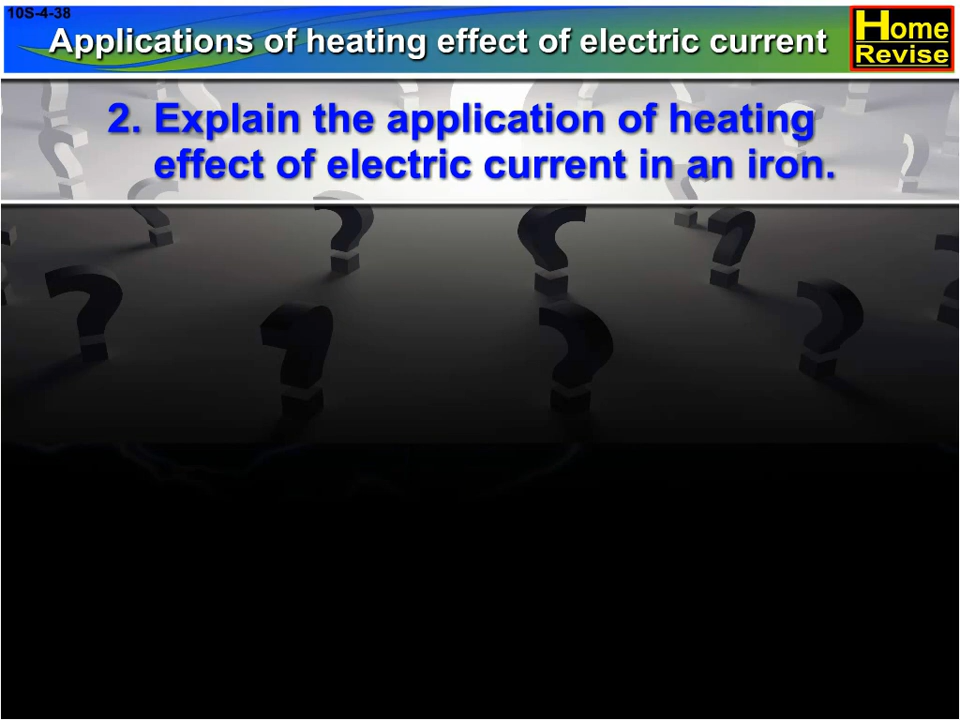 10S-4-38
Applications of heating effect of electric current
Home
Revise
2. Explain the application of heating
effect of electric current in an iron.